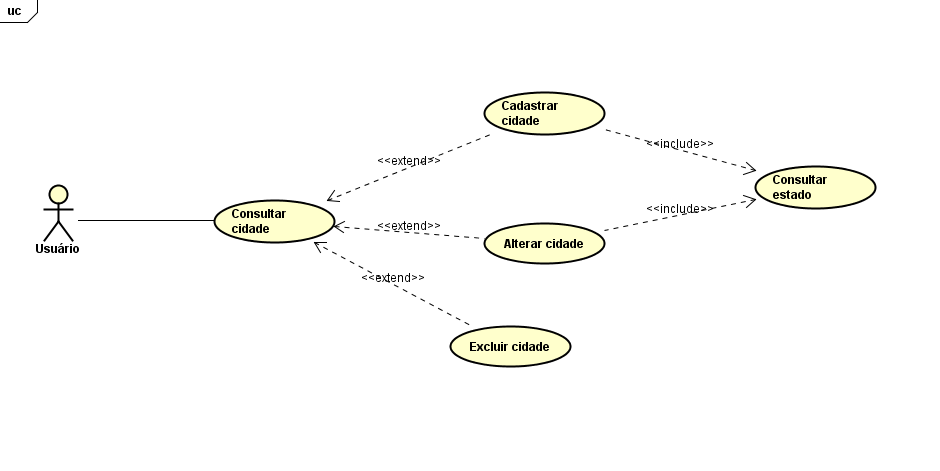 uc
Cadastrar
cidade
<<include>>
<<extend>>
Consultar
estado
Usuário
Consultar
cidade
<<extend>>
<<include>>
Alterar cidade
<<extend>>
Excluir cidade